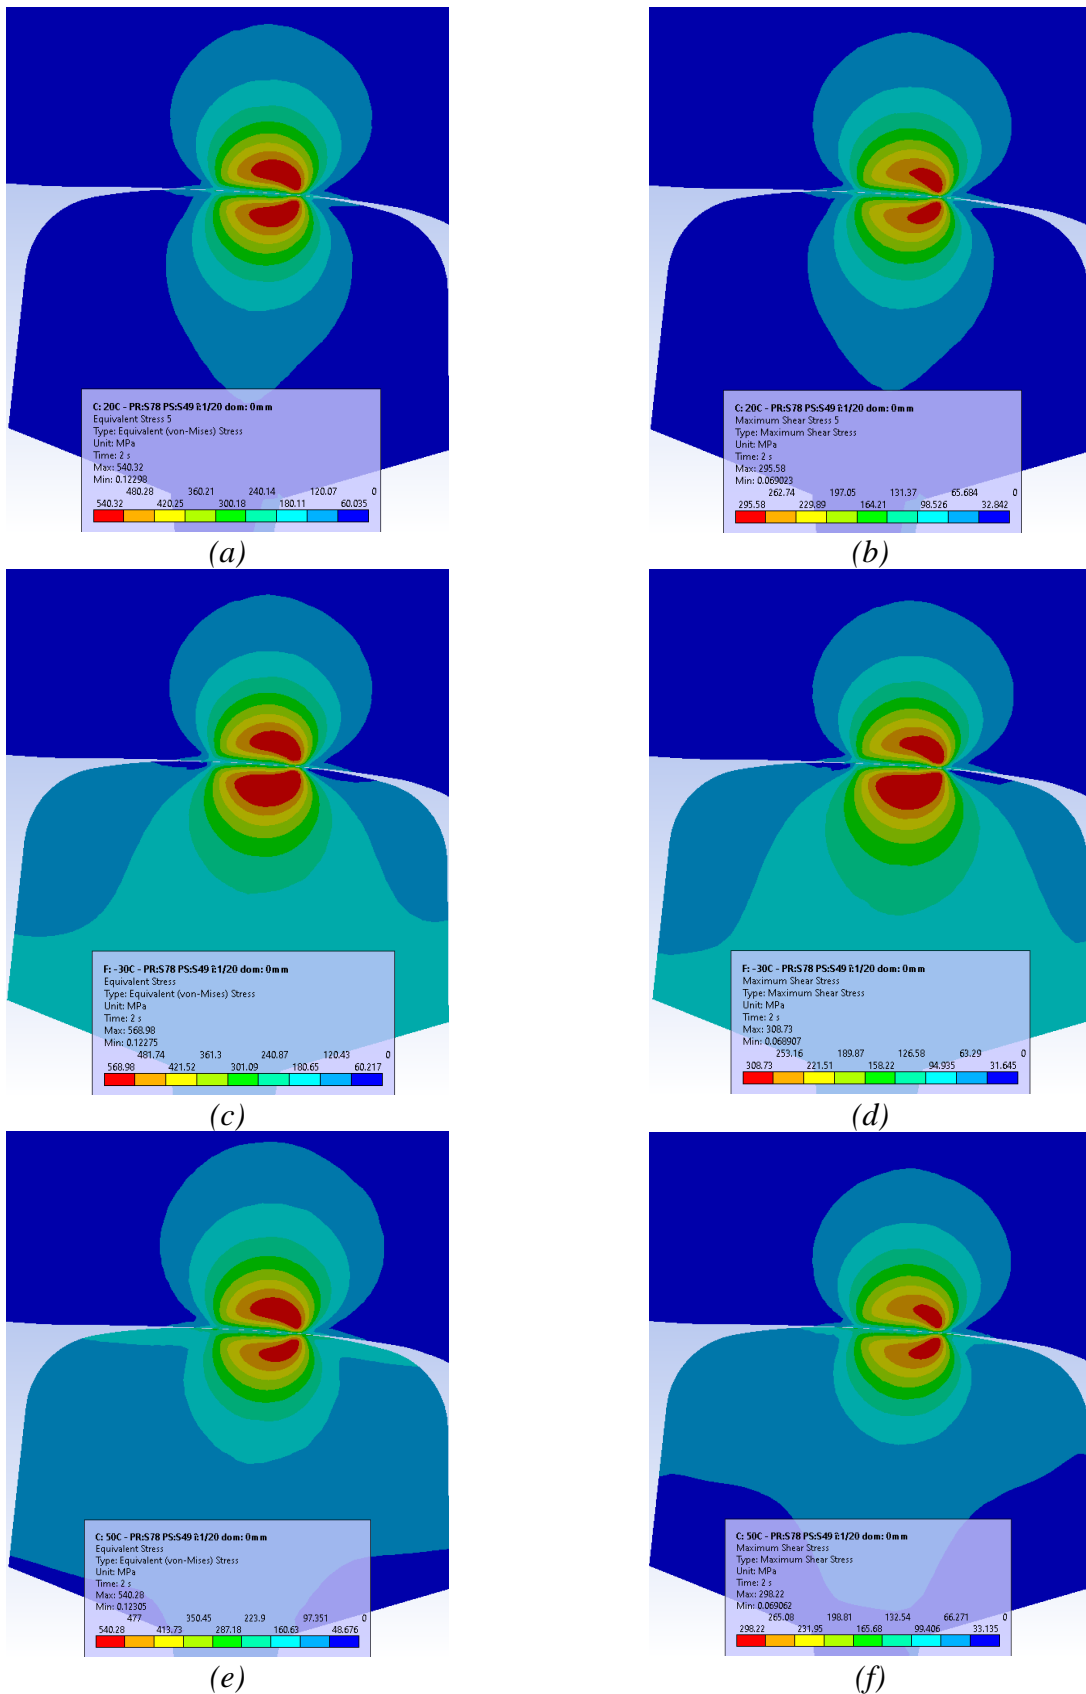 C: 20C - PR:S78 PS:S49 î:1/20 dom: 0mm
Equivalent Stress 5
Type: Equivalent (von-Mises) Stress
Unit: MPa
Time: 2 s
Max: 540.32
Min: 0.12298
480.28 360.21 240.14 120.07 0
540.32 420.25 300.18 180.11 60.035
(a)
C: 20C - PR:S78 PS:S49 î:1/20 dom: 0mm
Maximum Shear Stress 5
Type: Maximum Shear Stress
Unit: MPa
Time: 2 s
Max: 295.58
Min: 0.069023
262.74 197.05 131.37 65.684 0
295.58 229.89 164.21 98.526 32.842
(b)
F: -30C - PR:S78 PS:S49 î:1/20 dom: 0mm
Equivalent Stress
Type: Equivalent (von-Mises) Stress
Unit: MPa
Time: 2 s
Max: 568.98
Min: 0.12275
481.74 361.3 240.87 120.43 0
568.98 421.52 301.09 180.65 60.217
(c)
F: -30C - PR:S78 PS:S49 î:1/20 dom: 0mm
Maximum Shear Stress
Type: Maximum Shear Stress
Unit: MPa
Time: 2 s
Max: 308.73
Min: 0.068907
253.16 189.87 126.58 63.29 0
308.73 221.51 158.22 94.935 31.645
(d)
C: 50C - PR:S78 PS:S49 î:1/20 dom: 0mm
Equivalent Stress
Type: Equivalent (von-Mises) Stress
Unit: MPa
Time: 2 s
Max: 540.28
Min: 0.12305
477 350.45 223.9 97.351 0
540.28 413.73 287.18 160.63 48.676
(e)
C: 50C - PR:S78 PS:S49 î:1/20 dom: 0mm
Maximum Shear Stress
Type: Maximum Shear Stress
Unit: MPa
Time: 2 s
Max: 298.22
Min: 0.069062
265.08 198.81 132.54 66.271 0
298.22 231.95 165.68 99.406 33.135
(f)